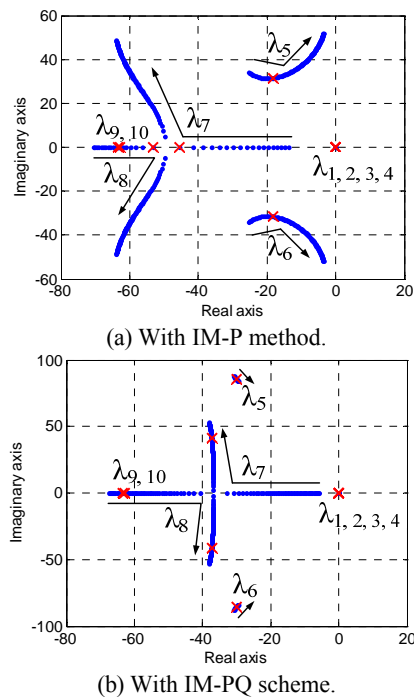 60
40
20
0
-20
-40
-60
-80
-60
-40
-20
0
Imaginary axis
Real axis
λ5
λ9, 10
λ7
λ8
λ1, 2, 3, 4
λ6
(a) With IM-P method.
100
50
0
-50
-100
-80
-60
-40
-20
0
20
Imaginary axis
Real axis
λ5
λ9, 10
λ7
λ8
λ1, 2, 3, 4
λ6
(b) With IM-PQ scheme.